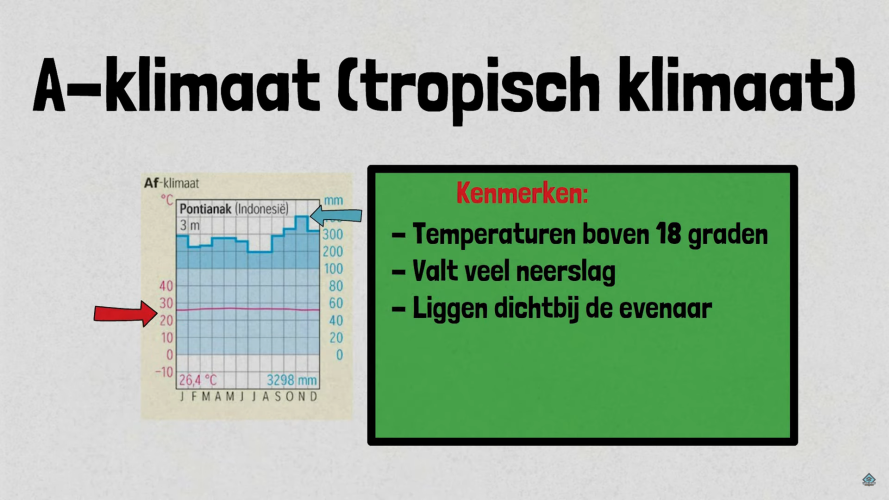 A-klimaat (tropisch klimaat)
Af-klimaat
°C
mm
Pontianak (Indonesië)
3 m
300
200
100
40
80
30
60
20
40
10
20
0
0
-10
26,4 °C
3298 mm
J F M A M J J A S O N D
Kenmerken:
- Temperaturen boven 18 graden
- Valt veel neerslag
- Liggen dichtbij de evenaar